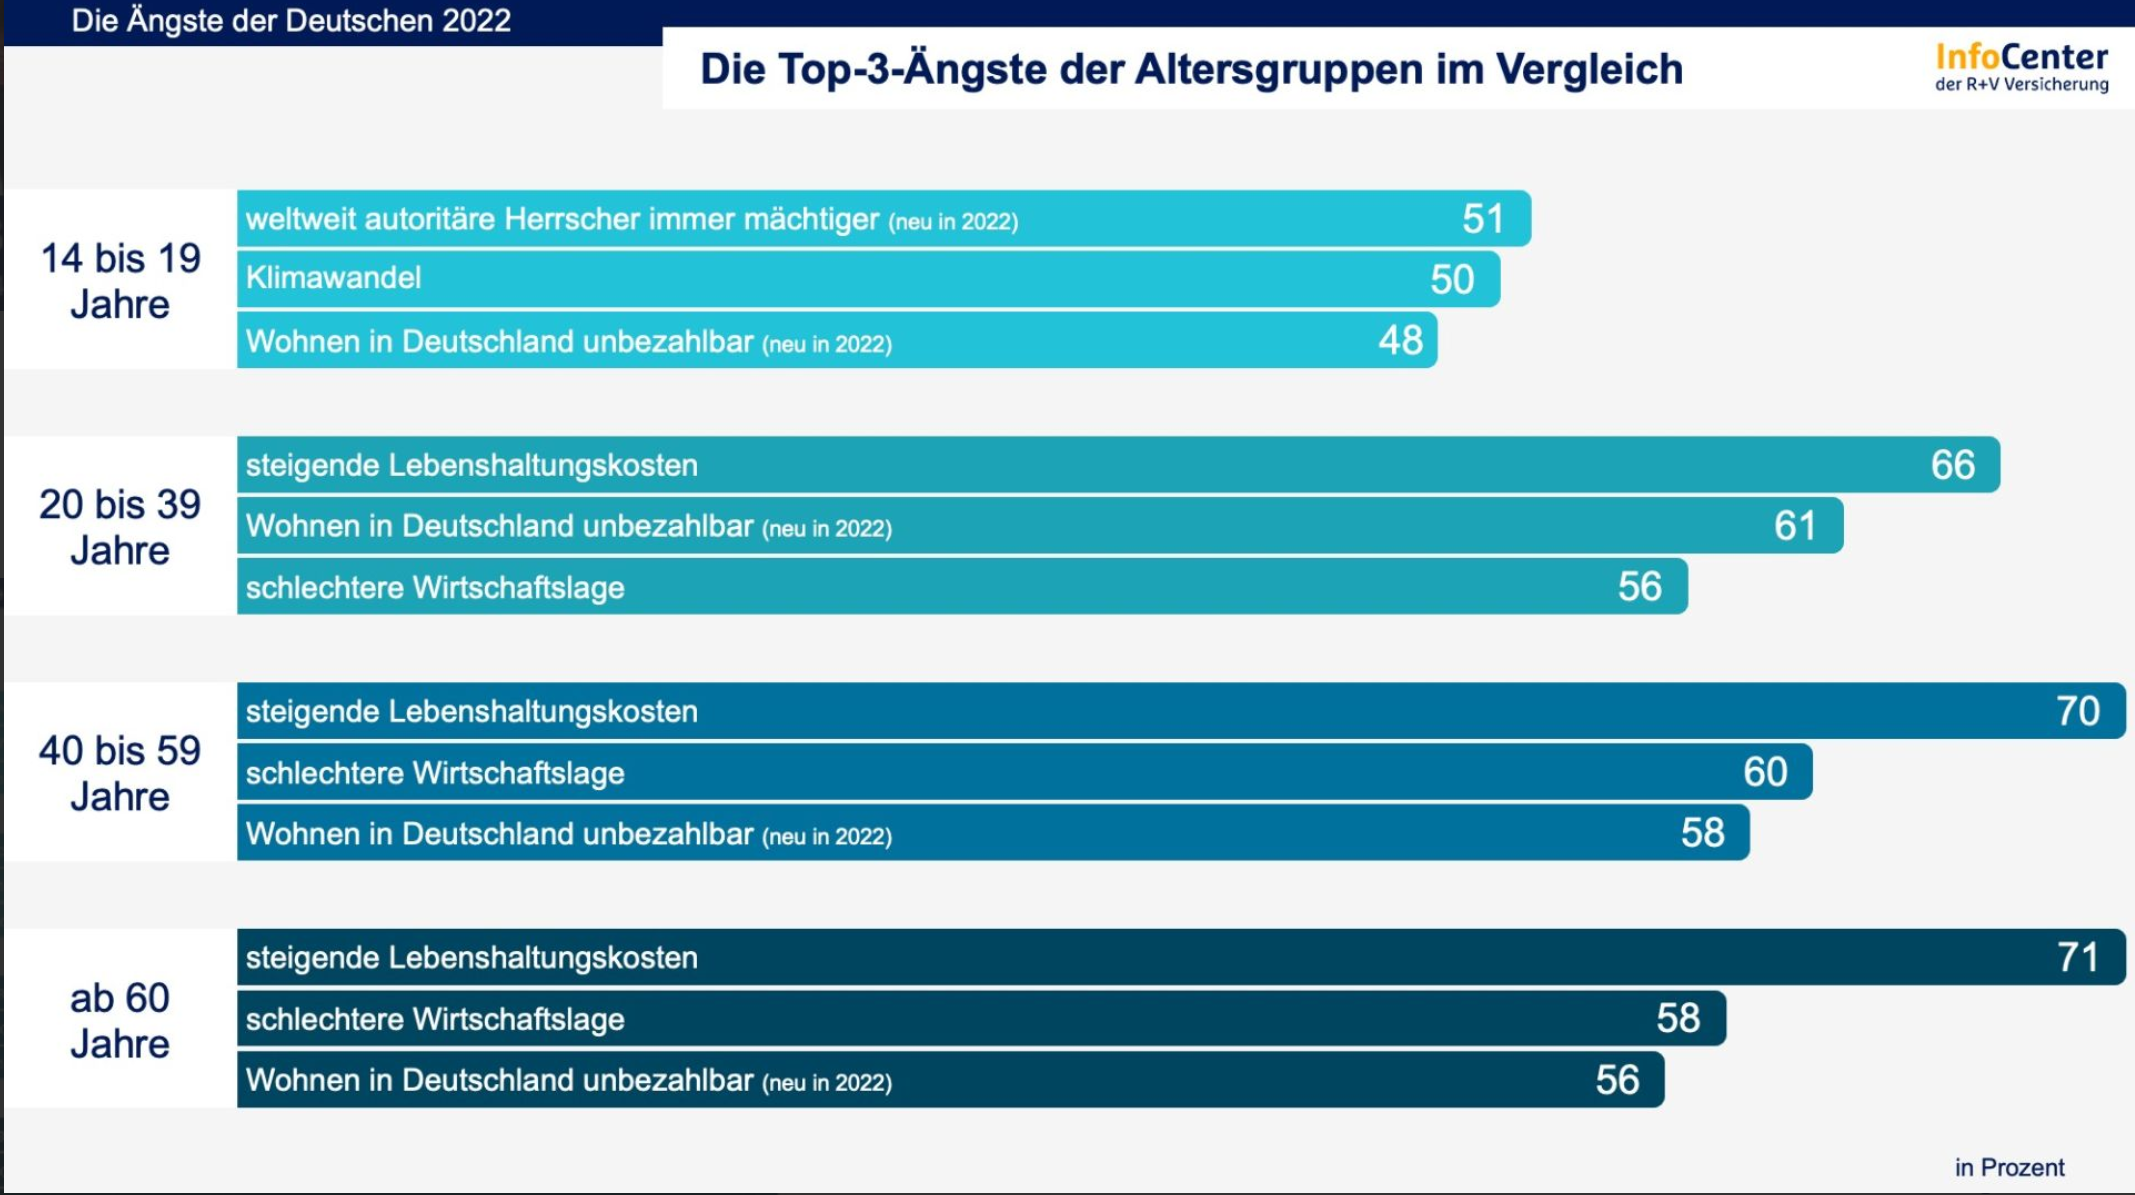 Die Ängste der Deutschen 2022
Die Top-3-Ängste der Altersgruppen im Vergleich
InfoCenter
der R+V Versicherung
14 bis 19
Jahre
weltweit autoritäre Herrscher immer mächtiger (neu in 2022) 51
Klimawandel 50
Wohnen in Deutschland unbezahlbar (neu in 2022) 48
20 bis 39
Jahre
steigende Lebenshaltungskosten 66
Wohnen in Deutschland unbezahlbar (neu in 2022) 61
schlechtere Wirtschaftslage 56
40 bis 59
Jahre
steigende Lebenshaltungskosten 70
schlechtere Wirtschaftslage 60
Wohnen in Deutschland unbezahlbar (neu in 2022) 58
ab 60
Jahre
steigende Lebenshaltungskosten 71
schlechtere Wirtschaftslage 58
Wohnen in Deutschland unbezahlbar (neu in 2022) 56
in Prozent